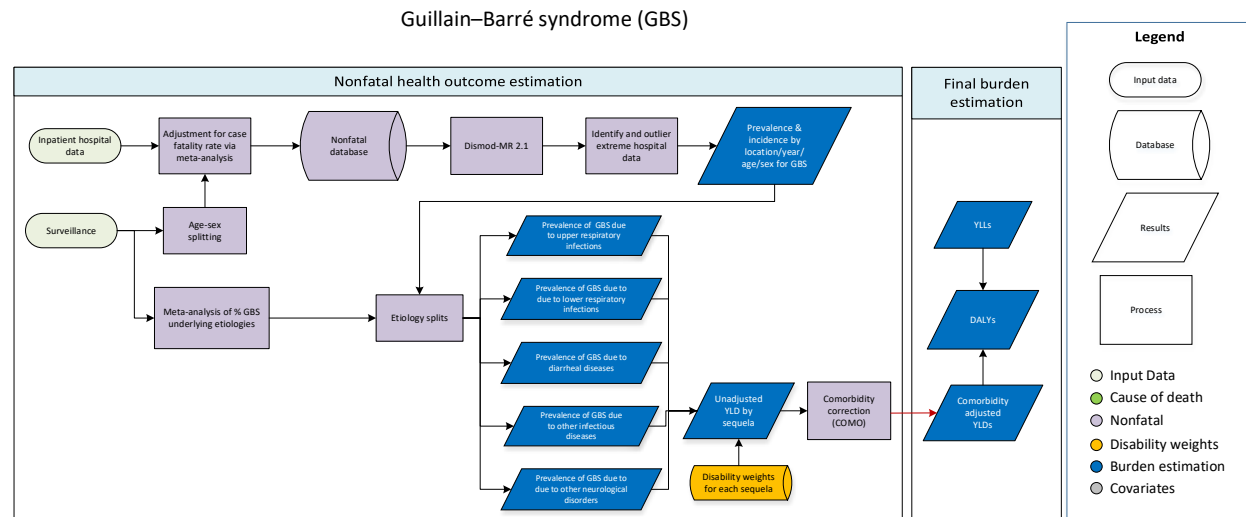 Guillain–Barré syndrome (GBS)
Nonfatal health outcome estimation
Inpatient hospital
data
Adjustment for case
fatality rate via
meta-analysis
Nonfatal
database
Dismod-MR 2.1
Identify and outlier
extreme hospital
data
Prevalence &
incidence by
location/year/
age/sex for GBS
Surveillance
Age-sex
splitting
Meta-analysis of % GBS
underlying etiologies
Etiology splits
Prevalence of GBS due to
upper respiratory
infections
Prevalence of GBS due to
due to lower respiratory
infections
Prevalence of GBS due to
diarrheal diseases
Prevalence of GBS due to
to other infectious
diseases
Prevalence of GBS due to
due to other neurological
disorders
Unadjusted
YLD by
sequela
Disability weights
for each sequela
Comorbidity
correction
(COMO)
Final burden
estimation
YLLs
DALYs
Comorbidity
adjusted
YLDs
Legend
Input data
Database
Results
Process
Input Data
Cause of death
Nonfatal
Disability weights
Burden estimation
Covariates